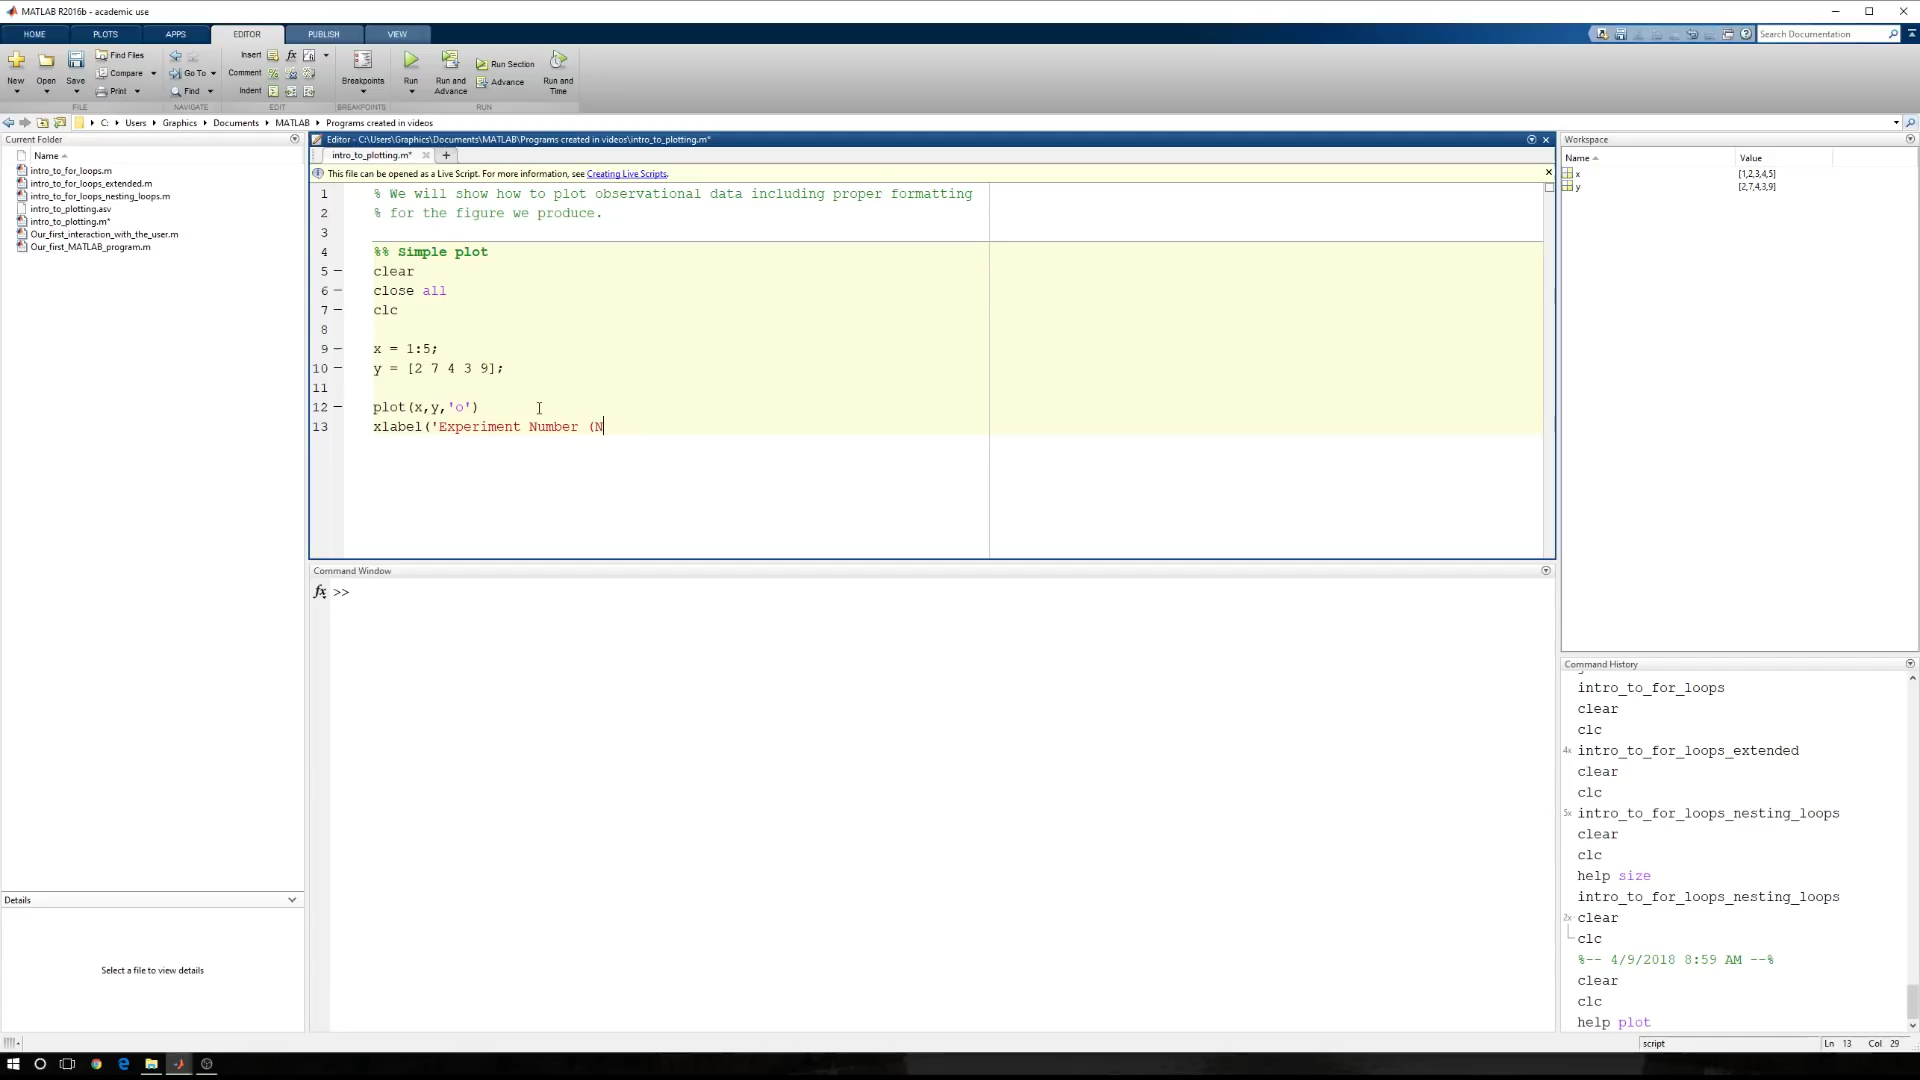 MATLAB R2016b - academic use
HOME PLOTS APPS EDITOR PUBLISH VIEW
Search Documentation
New Open Save Find Files Compare Print
Go To Find
Insert Comment Indent
Breakpoints
Run Run and Advance Run Section Advance Run and Time
FILE NAVIGATE EDIT BREAKPOINTS RUN
C: Users Graphics Documents MATLAB Programs created in videos
Current Folder
Name
intro_to_for_loops.m
intro_to_for_loops_extended.m
intro_to_for_loops_nesting_loops.m
intro_to_plotting.asv
intro_to_plotting.m*
Our_first_interaction_with_the_user.m
Our_first_MATLAB_program.m
Details
Select a file to view details
Editor - C:\Users\Graphics\Documents\MATLAB\Programs created in videos\intro_to_plotting.m*
intro_to_plotting.m*
This file can be opened as a Live Script. For more information, see Creating Live Scripts.
1 % We will show how to plot observational data including proper formatting
2 % for the figure we produce.
3
4 %% Simple plot
5 clear
6 close all
7 clc
8
9 x = 1:5;
10 y = [2 7 4 3 9];
11
12 plot(x,y,'o')
13 xlabel('Experiment Number (N
Command Window
fx >>
Workspace
Name Value
x [1,2,3,4,5]
y [2,7,4,3,9]
Command History
intro_to_for_loops
clear
clc
4x intro_to_for_loops_extended
clear
clc
5x intro_to_for_loops_nesting_loops
clear
clc
help size
intro_to_for_loops_nesting_loops
2x clear
clc
%-- 4/9/2018 8:59 AM --%
clear
clc
help plot
script Ln 13 Col 29